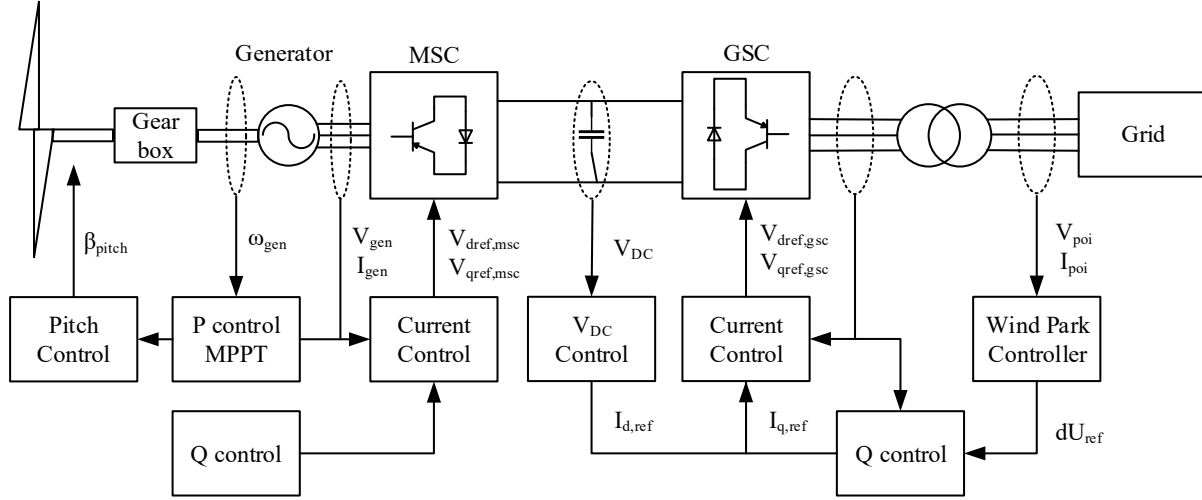 Generator
MSC
GSC
Gear
box
Grid
β_pitch
ω_gen
V_gen
I_gen
V_dref,msc
V_qref,msc
V_DC
V_dref,gsc
V_qref,gsc
V_poi
I_poi
Pitch
Control
P control
MPPT
Current
Control
V_DC
Control
Current
Control
Wind Park
Controller
Q control
I_d,ref
I_q,ref
Q control
dU_ref